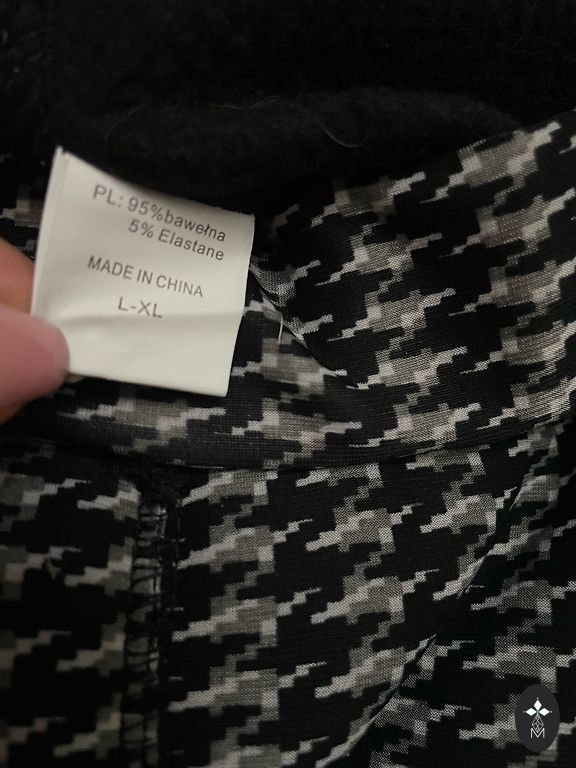 PL: 95%bawełna
5% Elastane
MADE IN CHINA
L-XL
M